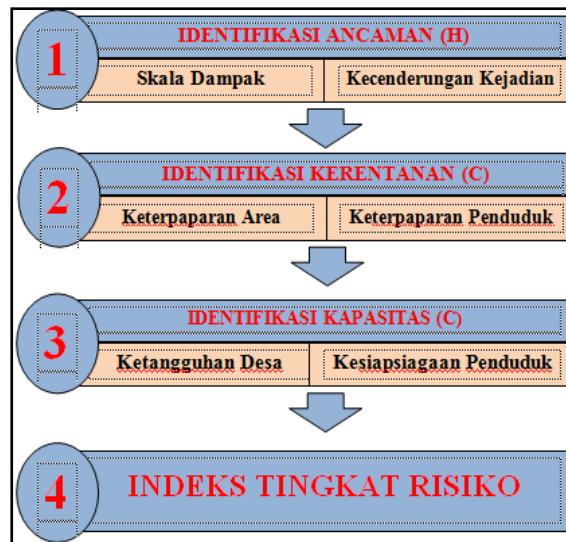 1
IDENTIFIKASI ANCAMAN (H)
Skala Dampak
Kecenderungan Kejadian
2
IDENTIFIKASI KERENTANAN (C)
Keterpaparan Area
Keterpaparan Penduduk
3
IDENTIFIKASI KAPASITAS (C)
Ketangguhan Desa
Kesiapsiagaan Penduduk
4
INDEKS TINGKAT RISIKO